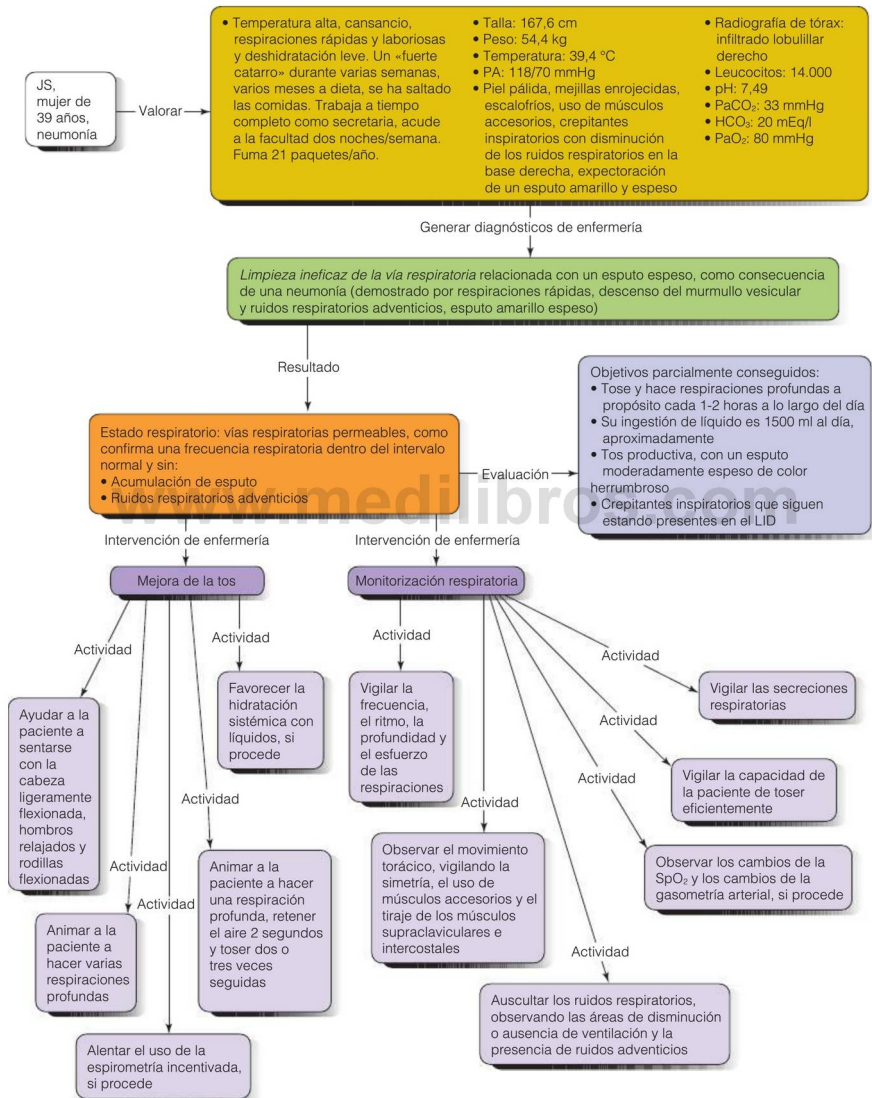 JS,
mujer de
39 años,
neumonía
Valorar
• Temperatura alta, cansancio,
respiraciones rápidas y laboriosas
y deshidratación leve. Un «fuerte
catarro» durante varias semanas,
varios meses a dieta, se ha saltado
las comidas. Trabaja a tiempo
completo como secretaria, acude
a la facultad dos noches/semana.
Fuma 21 paquetes/año.
• Talla: 167,6 cm
• Peso: 54,4 kg
• Temperatura: 39,4 °C
• PA: 118/70 mmHg
• Piel pálida, mejillas enrojecidas,
escalofríos, uso de músculos
accesorios, crepitantes
inspiratorios con disminución
de los ruidos respiratorios en la
base derecha, expectoración
de un esputo amarillo y espeso
• Radiografía de tórax:
infiltrado lobulillar
derecho
• Leucocitos: 14.000
• pH: 7,49
• PaCO₂: 33 mmHg
• HCO₃: 20 mEq/l
• PaO₂: 80 mmHg
Generar diagnósticos de enfermería
Limpieza ineficaz de la vía respiratoria relacionada con un esputo espeso, como consecuencia
de una neumonía (demostrado por respiraciones rápidas, descenso del murmullo vesicular
y ruidos respiratorios adventicios, esputo amarillo espeso)
Resultado
Estado respiratorio: vías respiratorias permeables, como
confirma una frecuencia respiratoria dentro del intervalo
normal y sin:
• Acumulación de esputo
• Ruidos respiratorios adventicios
Evaluación
Objetivos parcialmente conseguidos:
• Tose y hace respiraciones profundas a
propósito cada 1-2 horas a lo largo del día
• Su ingestión de líquido es 1500 ml al día,
aproximadamente
• Tos productiva, con un esputo
moderadamente espeso de color
herrumbroso
• Crepitantes inspiratorios que siguen
estando presentes en el LID
www.medilibros.com
Intervención de enfermería
Intervención de enfermería
Mejora de la tos
Monitorización respiratoria
Actividad
Ayudar a la
paciente a
sentarse
con la
cabeza
ligeramente
flexionada,
hombros
relajados y
rodillas
flexionadas
Actividad
Animar a la
paciente a
hacer varias
respiraciones
profundas
Actividad
Alentar el uso de la
espirometría incentivada,
si procede
Actividad
Animar a la
paciente a hacer
una respiración
profunda, retener
el aire 2 segundos
y toser dos o
tres veces
seguidas
Actividad
Favorecer la
hidratación
sistémica con
líquidos, si
procede
Actividad
Vigilar la
frecuencia,
el ritmo, la
profundidad y
el esfuerzo
de las
respiraciones
Actividad
Observar el movimiento
torácico, vigilando la
simetría, el uso de
músculos accesorios y el
tiraje de los músculos
supraclaviculares e
intercostales
Actividad
Auscultar los ruidos respiratorios,
observando las áreas de disminución
o ausencia de ventilación y la
presencia de ruidos adventicios
Actividad
Observar los cambios de la
SpO₂ y los cambios de la
gasometría arterial, si procede
Actividad
Vigilar la capacidad de
la paciente de toser
eficientemente
Actividad
Vigilar las secreciones
respiratorias